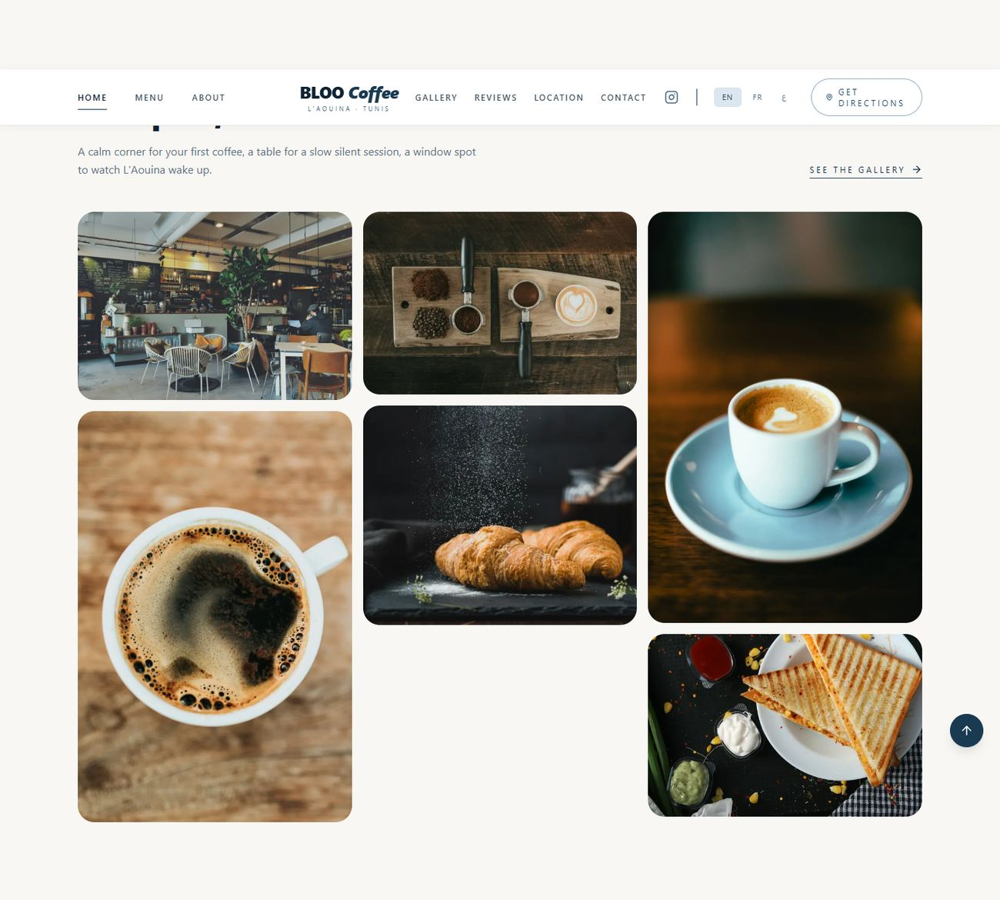 HOME MENU ABOUT
BLOO Coffee
L'AOUINA · TUNIS
GALLERY REVIEWS LOCATION CONTACT
EN FR ع
GET
DIRECTIONS
A calm corner for your first coffee, a table for a slow silent session, a window spot
to watch L'Aouina wake up.
SEE THE GALLERY